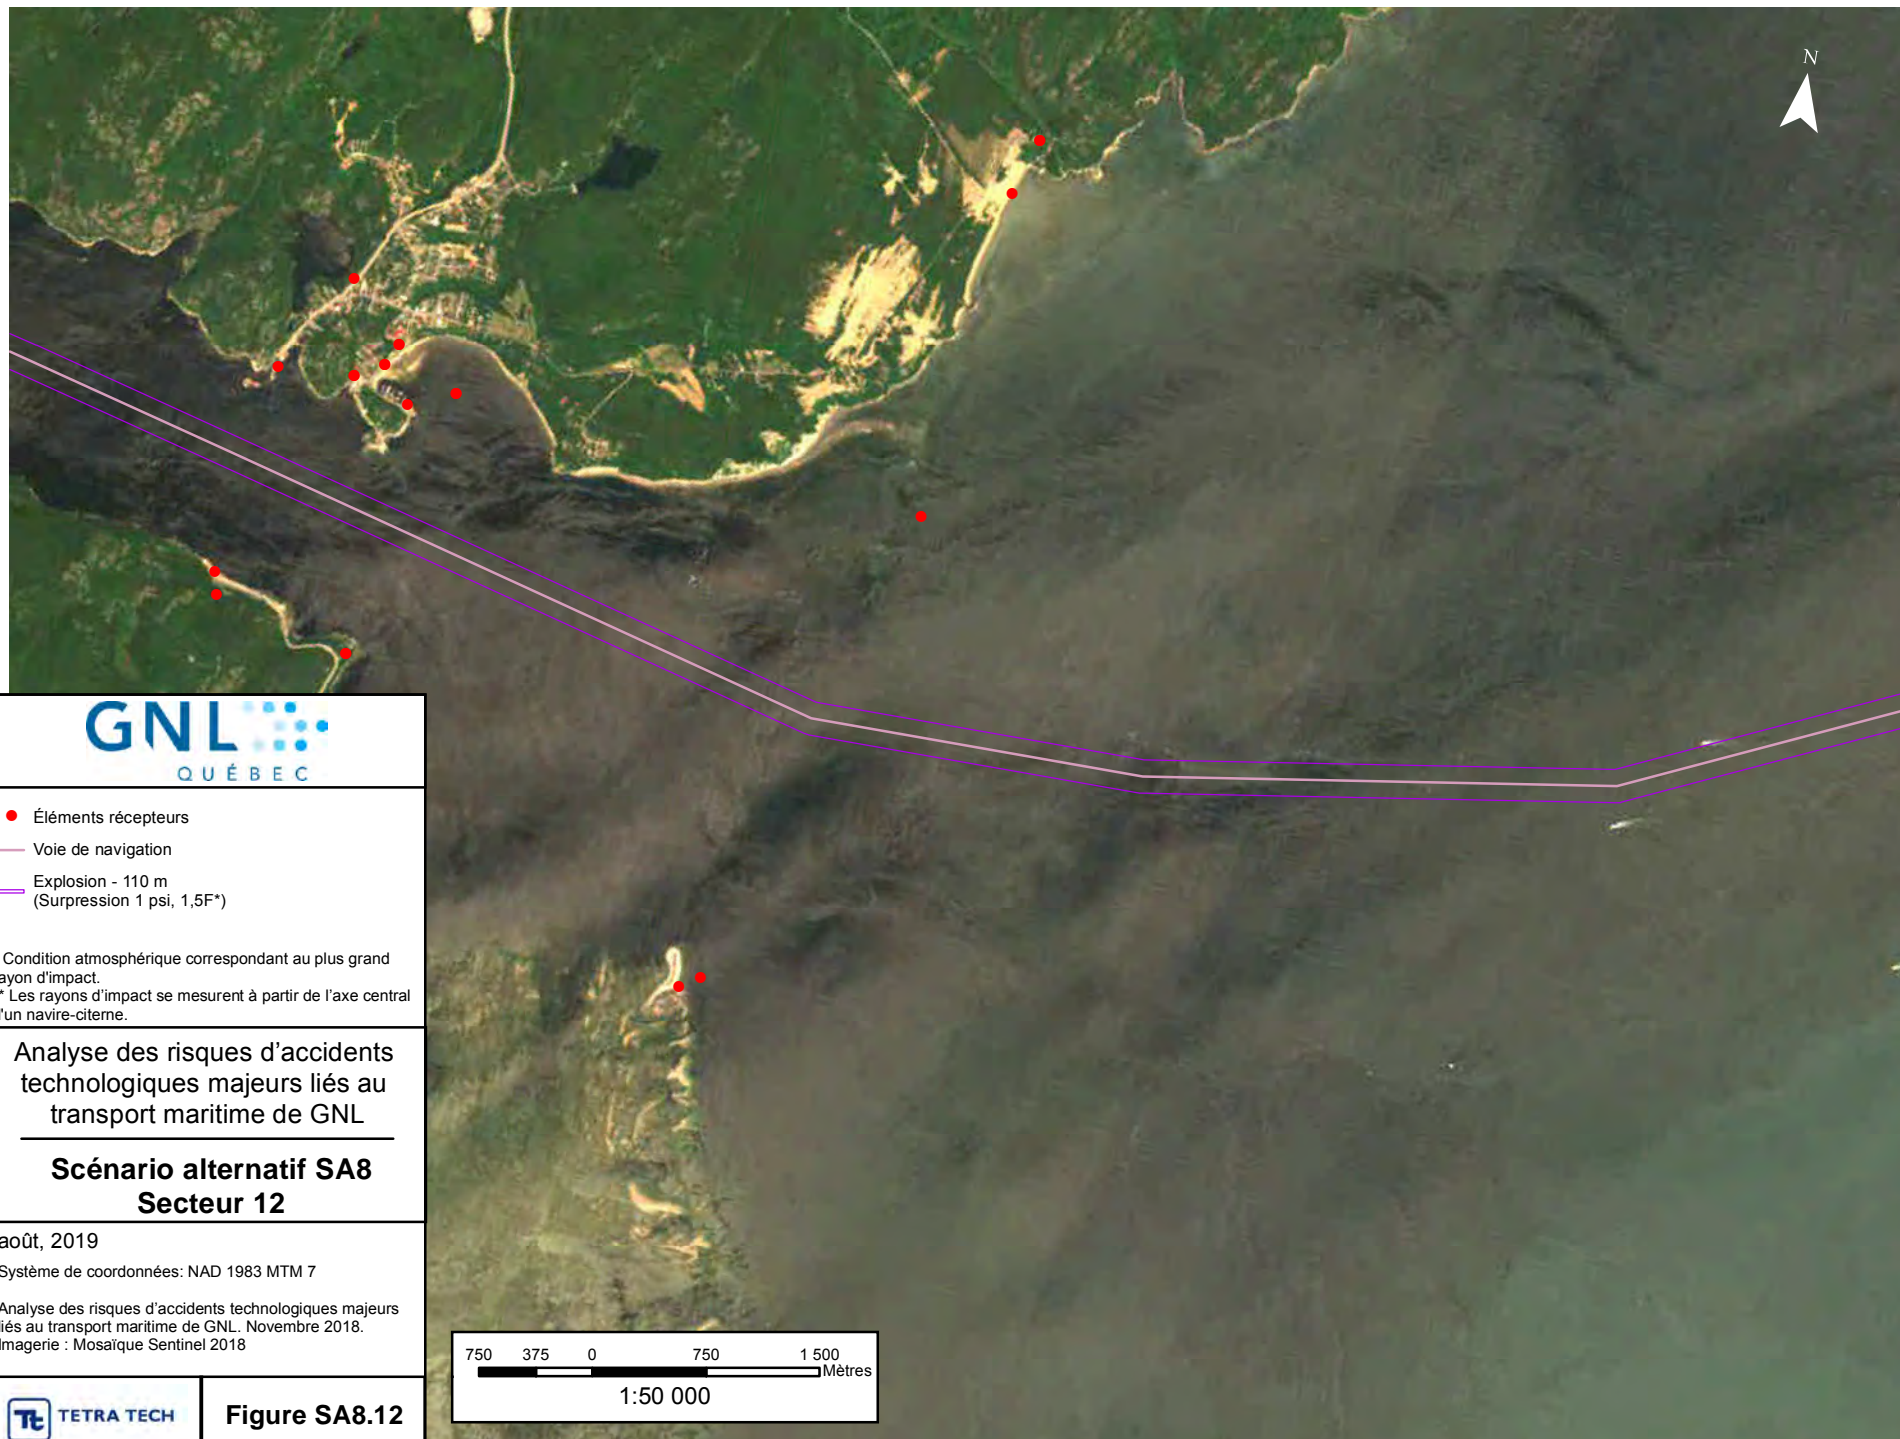 N
GNL
QUÉBEC
Éléments récepteurs
Voie de navigation
Explosion - 110 m
(Surpression 1 psi, 1,5F*)
Condition atmosphérique correspondant au plus grand
ayon d'impact.
* Les rayons d'impact se mesurent à partir de l'axe central
'un navire-citerne.
Analyse des risques d'accidents
technologiques majeurs liés au
transport maritime de GNL
Scénario alternatif SA8
Secteur 12
août, 2019
Système de coordonnées: NAD 1983 MTM 7
Analyse des risques d'accidents technologiques majeurs
liés au transport maritime de GNL. Novembre 2018.
Imagerie : Mosaïque Sentinel 2018
750 375 0 750 1 500
Mètres
1:50 000
Tt TETRA TECH
Figure SA8.12